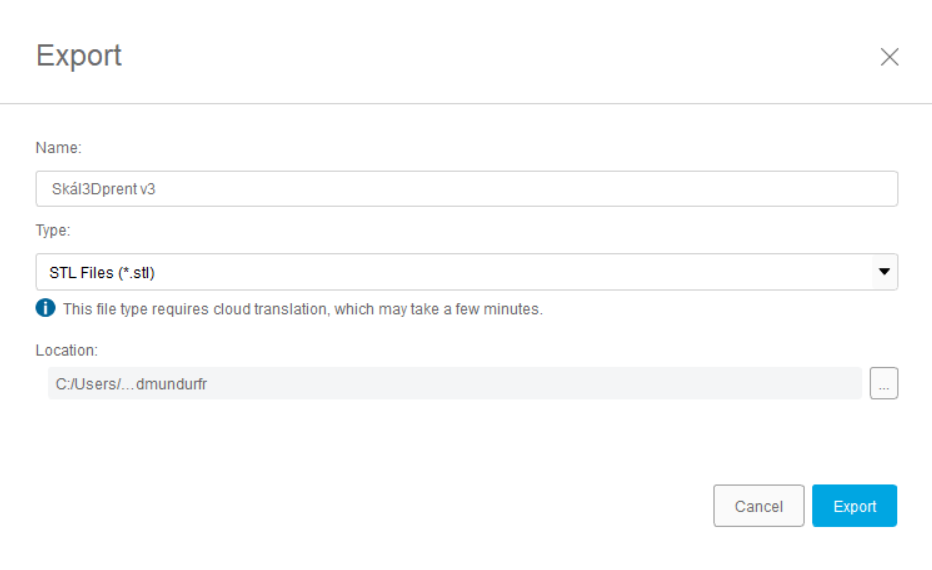 Export
Name:
Skál3Dprent v3
Type:
STL Files (*.stl)
This file type requires cloud translation, which may take a few minutes.
Location:
C:/Users/...dmundurfr
...
Cancel
Export